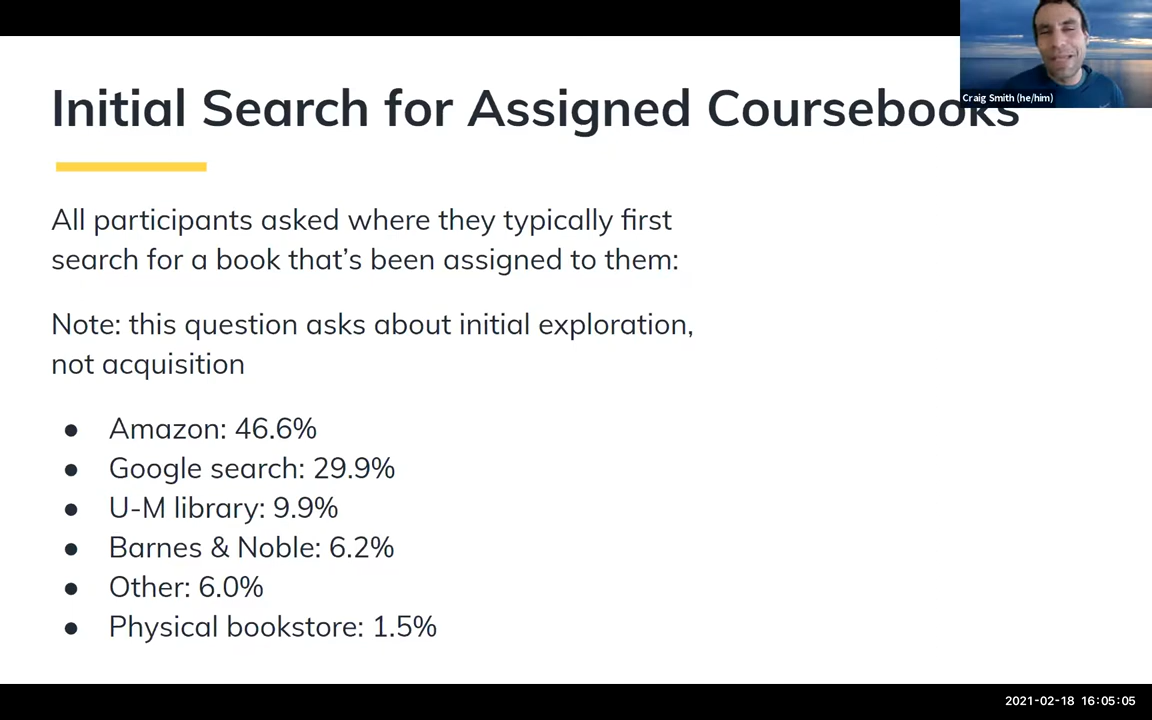 Initial Search for Assigned Coursebooks
Craig Smith (he/him)
All participants asked where they typically first
search for a book that’s been assigned to them:
Note: this question asks about initial exploration,
not acquisition
● Amazon: 46.6%
● Google search: 29.9%
● U-M library: 9.9%
● Barnes & Noble: 6.2%
● Other: 6.0%
● Physical bookstore: 1.5%
2021-02-18 16:05:05